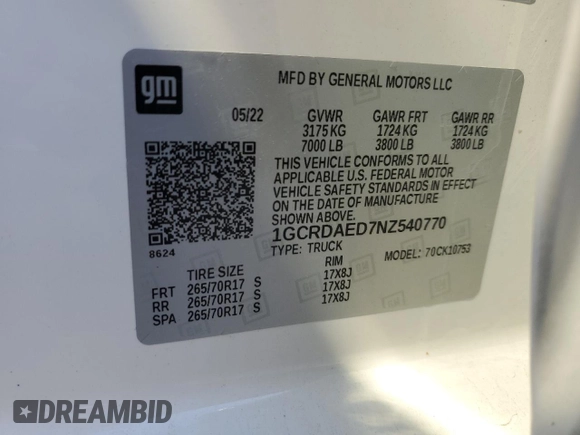 gm
MFD BY GENERAL MOTORS LLC
05/22 GVWR GAWR FRT GAWR RR
3175 KG 1724 KG 1724 KG
7000 LB 3800 LB 3800 LB
THIS VEHICLE CONFORMS TO ALL
APPLICABLE U.S. FEDERAL MOTOR
VEHICLE SAFETY STANDARDS IN EFFECT
ON THE DATE OF MANUFACTURE
SHOWN ABOVE.
1GCRDAED7NZ540770
8624
TYPE: TRUCK MODEL: 70CK10753
TIRE SIZE RIM
FRT 265/70R17 S 17X8J
RR 265/70R17 S 17X8J
SPA 265/70R17 S 17X8J
#DREAMBID